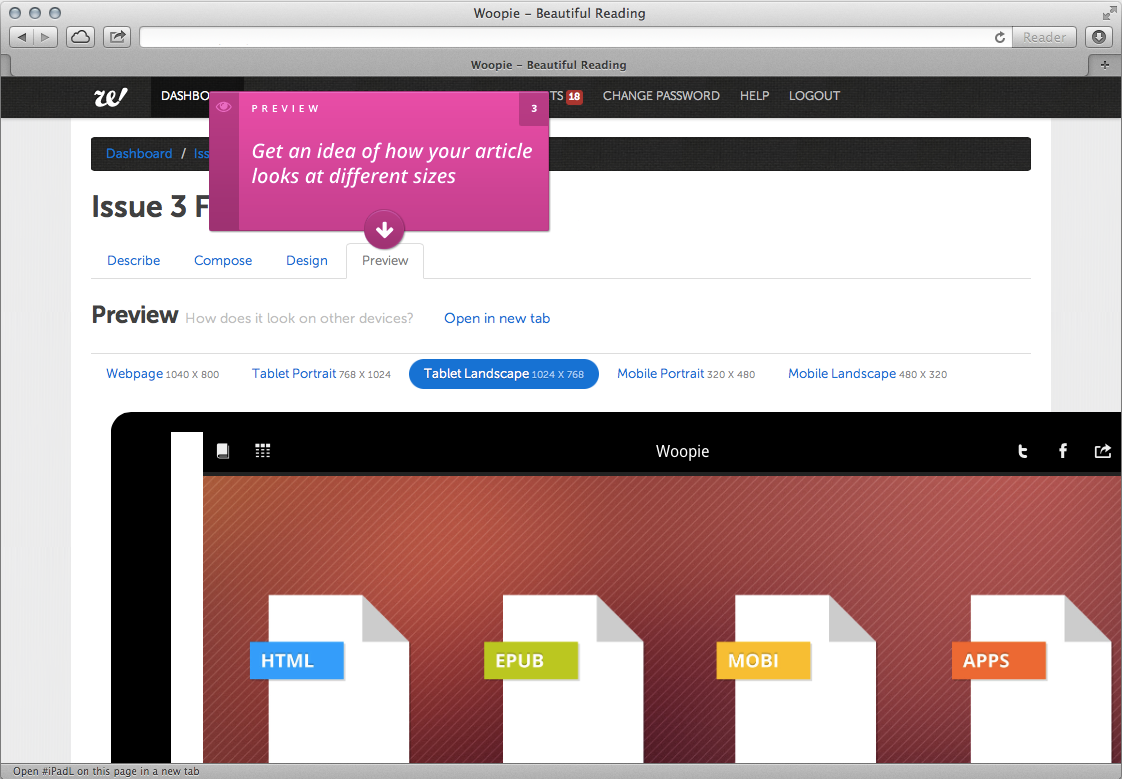 Woopie – Beautiful Reading
Reader
Woopie – Beautiful Reading
DASHBO
TS 18 CHANGE PASSWORD HELP LOGOUT
PREVIEW 3
Get an idea of how your article
looks at different sizes
Dashboard / Iss
Issue 3 F
Describe Compose Design Preview
Preview How does it look on other devices? Open in new tab
Webpage 1040 X 800 Tablet Portrait 768 X 1024 Tablet Landscape 1024 X 768 Mobile Portrait 320 X 480 Mobile Landscape 480 X 320
Woopie
HTML EPUB MOBI APPS
Open #iPadL on this page in a new tab